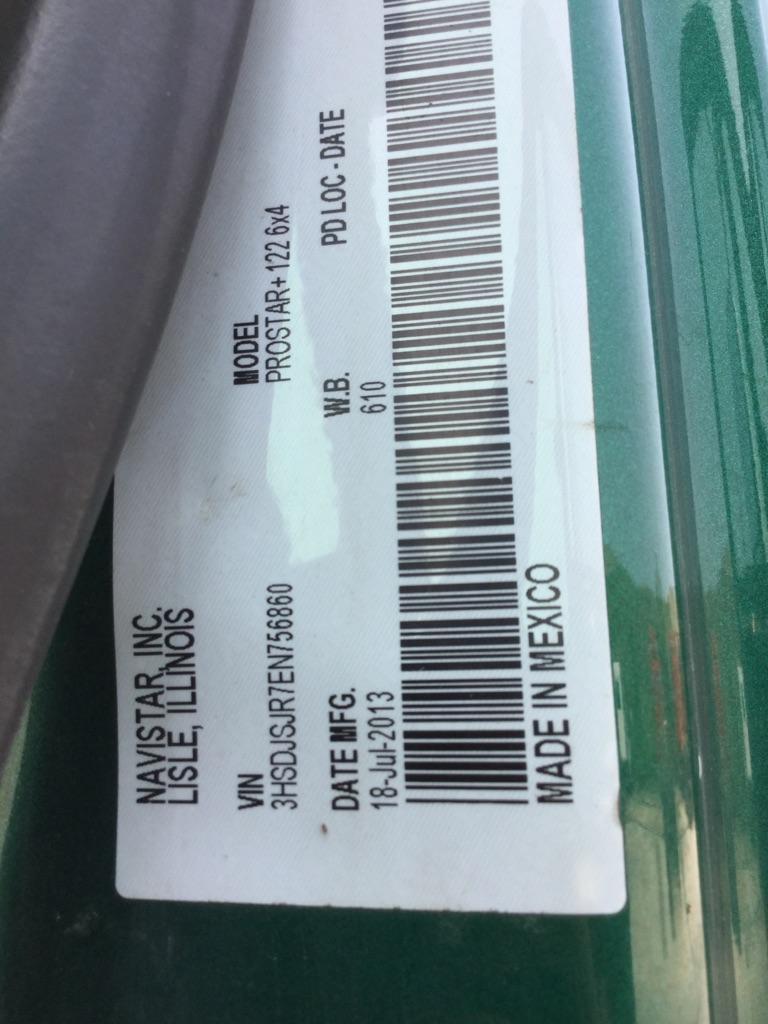 NAVISTAR, INC.
LISLE, ILLINOIS
VIN
3HSDJSJR7EN756860
MODEL
PROSTAR+ 122 6x4
DATE MFG.
18-Jul-2013
W.B.
610
PD LOC - DATE
MADE IN MEXICO